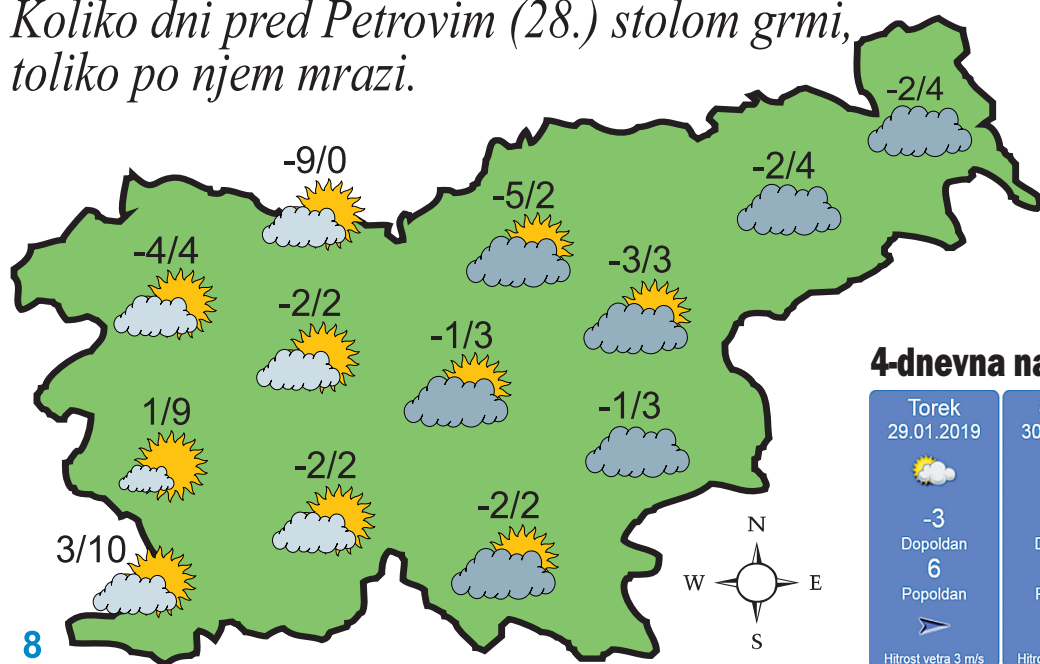 Koliko dni pred Petrovim (28.) stolom grmi,
toliko po njem mrazi.
-2/4
-9/0
-2/4
-5/2
-4/4
-3/3
-2/2
-1/3
1/9
-1/3
-2/2
-2/2
3/10
N
W E
S
8
4-dnevna na
Torek
29.01.2019
30
-3
Dopoldan
D
6
Popoldan
P
Hitrost vetra 3 m/s
Hitro